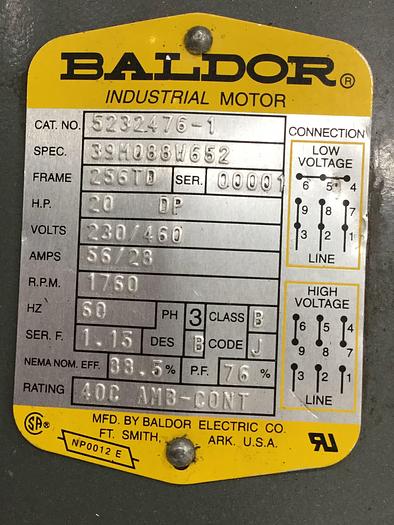 BALDOR ®
INDUSTRIAL MOTOR
CAT. NO. 5232476-1
SPEC. 39M088W652
FRAME 256TD SER. 00001
H.P. 20 DP
VOLTS 230/460
AMPS 56/28
R.P.M. 1760
HZ 60 PH 3 CLASS B
SER. F. 1.15 DES B CODE J
NEMA NOM. EFF. 88.5 % P.F. 76 %
RATING 40C AMB-CONT
CONNECTION
LOW
VOLTAGE
6 5 4
9 8 7
3 2 1
LINE
HIGH
VOLTAGE
6 5 4
9 8 7
3 2 1
LINE
MFD. BY BALDOR ELECTRIC CO.
FT. SMITH, ARK. U.S.A.
SA ®
NP0012 E